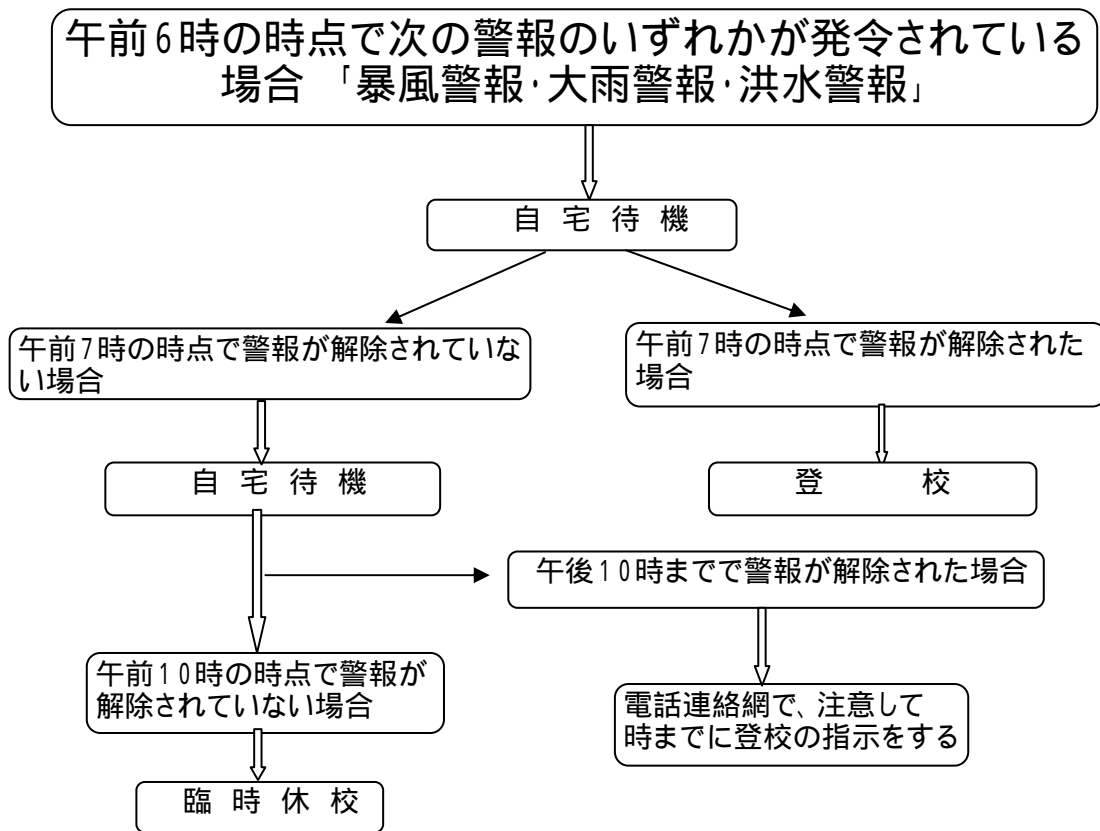 午前6時の時点で次の警報のいずれかが発令されている
場合 「暴風警報・大雨警報・洪水警報」
自 宅 待 機
午前7時の時点で警報が解除されていな
い場合
午前7時の時点で警報が解除された
場合
自 宅 待 機
登 校
午後10時までで警報が解除された場合
午前10時の時点で警報が
解除されていない場合
電話連絡網で、注意して
時までに登校の指示をする
臨 時 休 校